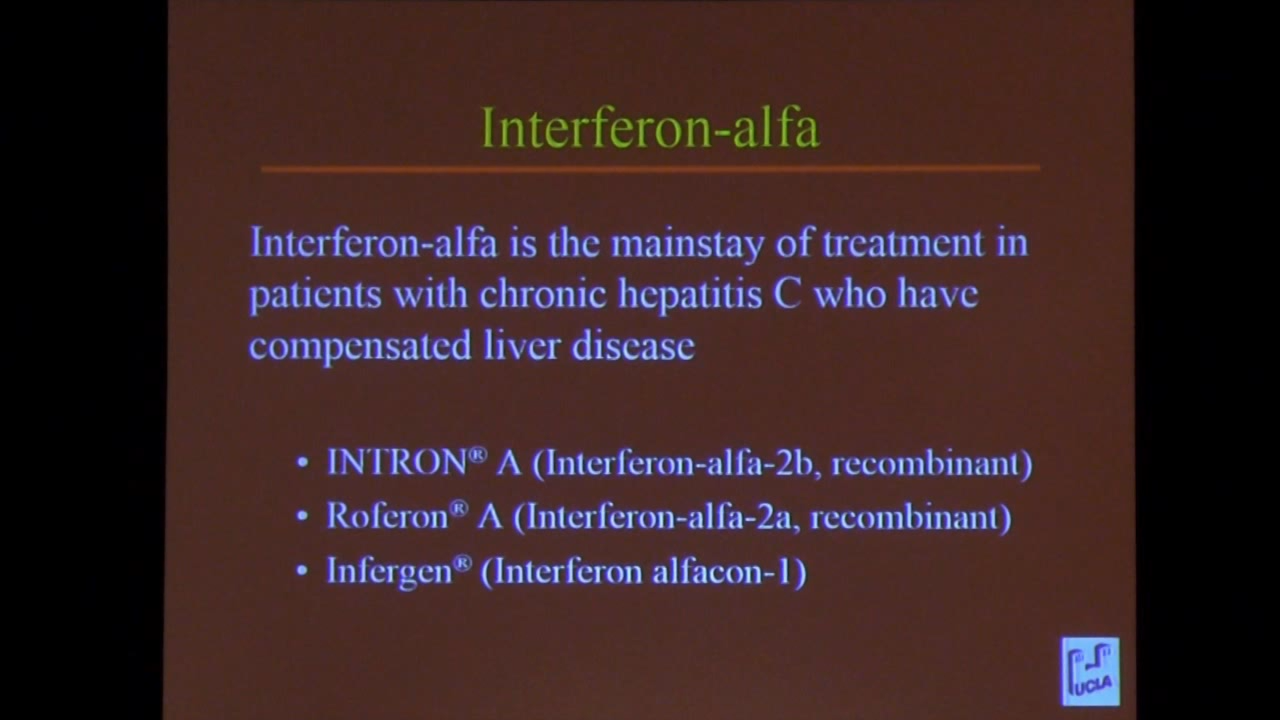 Interferon-alfa
Interferon-alfa is the mainstay of treatment in
patients with chronic hepatitis C who have
compensated liver disease
• INTRON® A (Interferon-alfa-2b, recombinant)
• Roferon® A (Interferon-alfa-2a, recombinant)
• Infergen® (Interferon alfacon-1)
UCLA